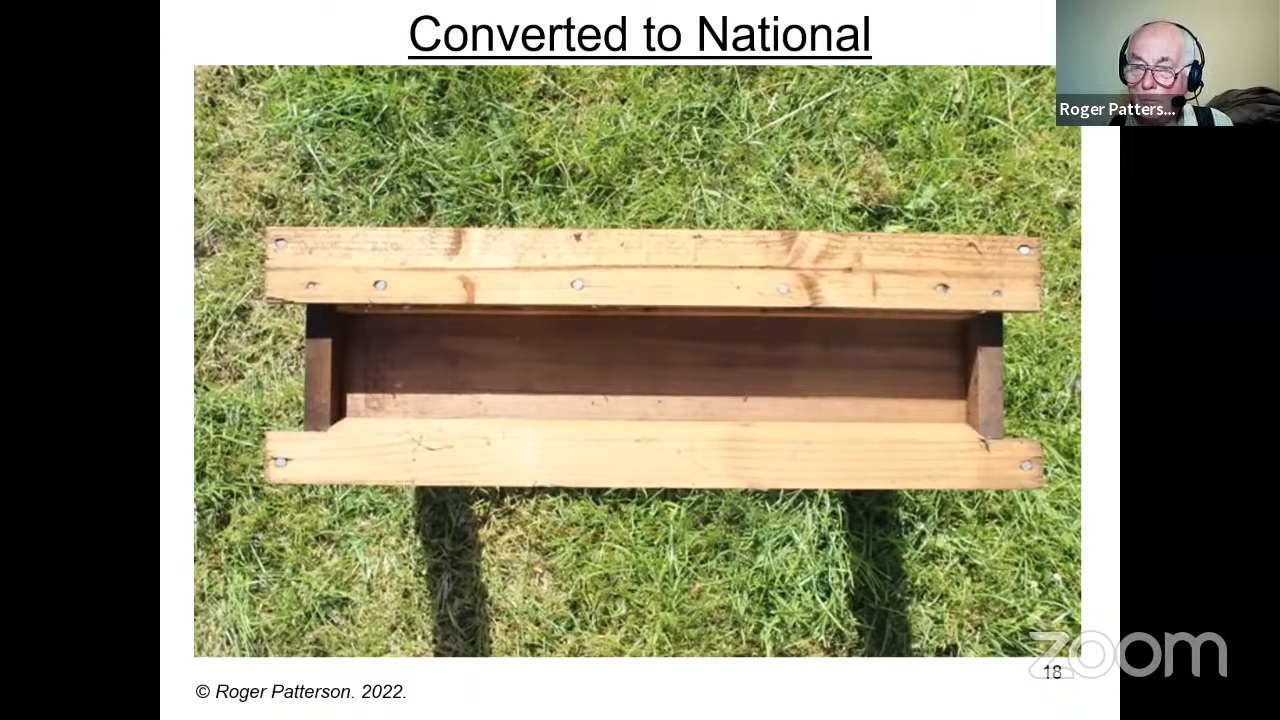 Converted to National
Roger Patters...
zoom
18
© Roger Patterson. 2022.